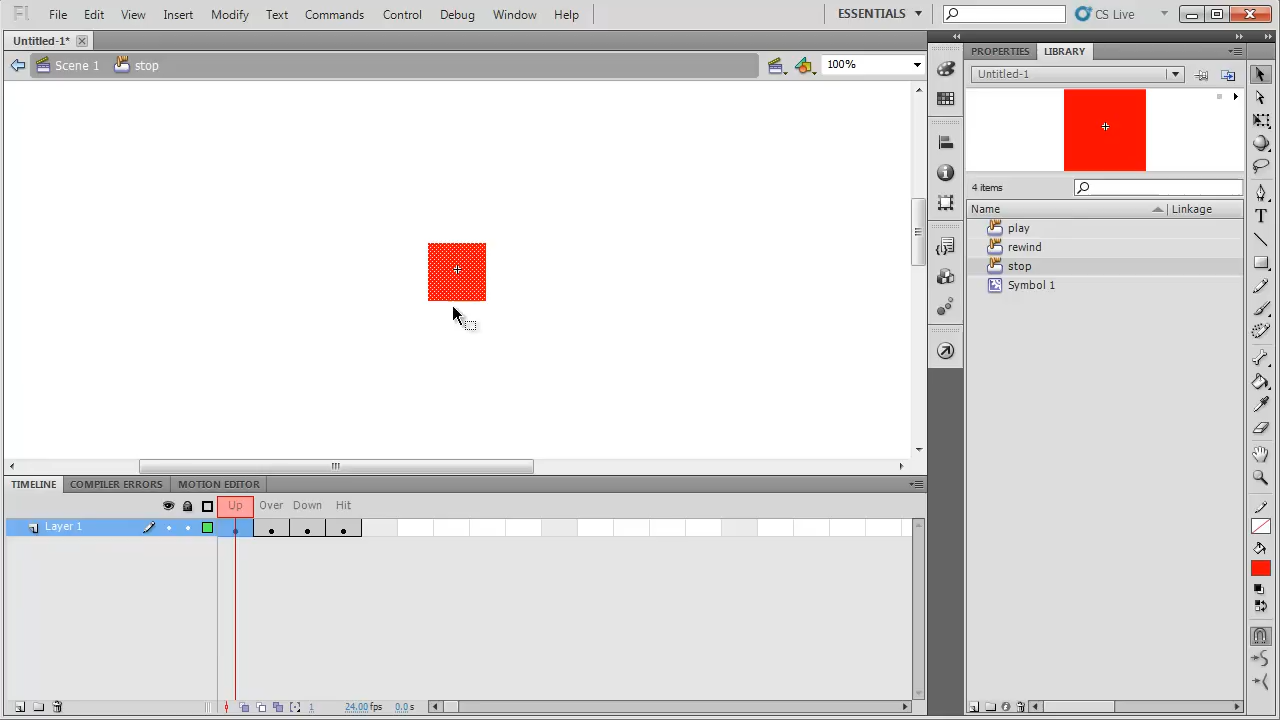 Fl File Edit View Insert Modify Text Commands Control Debug Window Help ESSENTIALS CS Live
Untitled-1*
PROPERTIES LIBRARY
Scene 1 stop 100%
Untitled-1
4 items
Name Linkage
play
rewind
stop
Symbol 1
TIMELINE COMPILER ERRORS MOTION EDITOR
Up Over Down Hit
Layer 1
1 24.00 fps 0.0 s